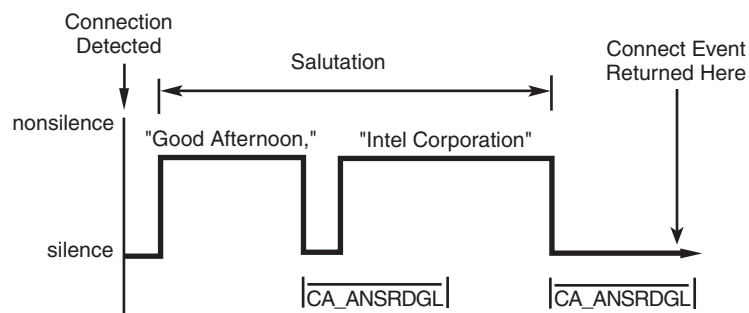 Connection
Detected
Salutation
Connect Event
Returned Here
nonsilence
"Good Afternoon,"
"Intel Corporation"
silence
CA_ANSRDGL
CA_ANSRDGL